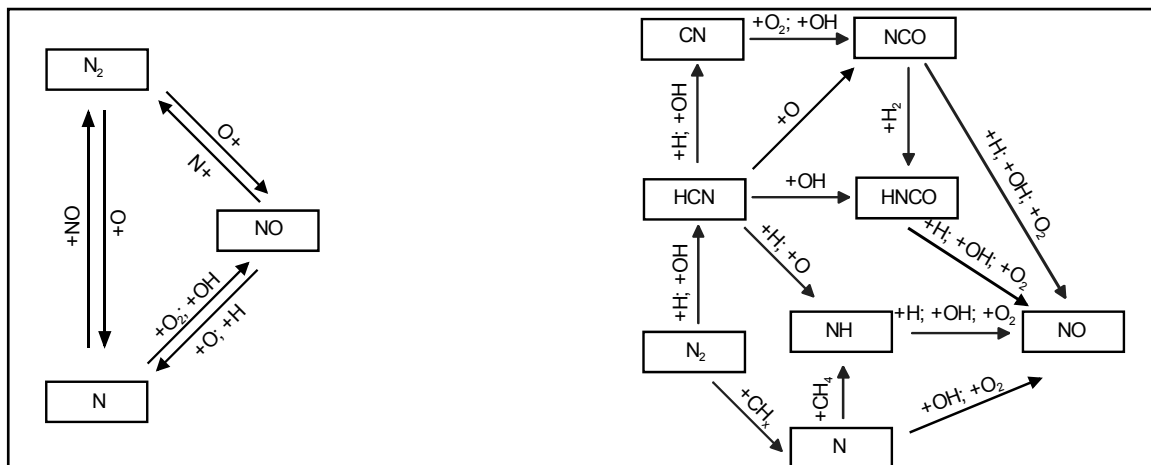 N₂
O+
N+
+NO
+O
NO
+O₂; +OH
+O; +H
N
CN
+O₂; +OH
NCO
+H; +OH
+O
+H₂
+H; +OH; +O₂
HCN
+OH
HNCO
+H; +OH
+H; +O
+H; +OH; +O₂
N₂
NH
+H; +OH; +O₂
NO
+CHₓ
+CH₄
+OH; +O₂
N